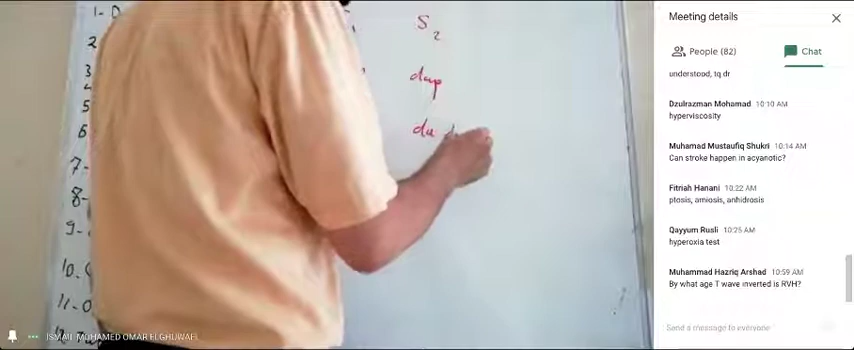 1- D
2
3
4
5
6
7-
8-
9-
10.
11-
12
S2
dup
du
ISMAIL MOHAMED OMAR ELGHUWAEL
Meeting details
People (82)
Chat
understood, tq dr
Dzulrazman Mohamad 10:10 AM
hyperviscosity
Muhamad Mustaufiq Shukri 10:14 AM
Can stroke happen in acyanotic?
Fitriah Hanani 10:22 AM
ptosis, amiosis, anhidrosis
Qayyum Rusli 10:25 AM
hyperoxia test
Muhammad Hazriq Arshad 10:59 AM
By what age T wave inverted is RVH?
Send a message to everyone